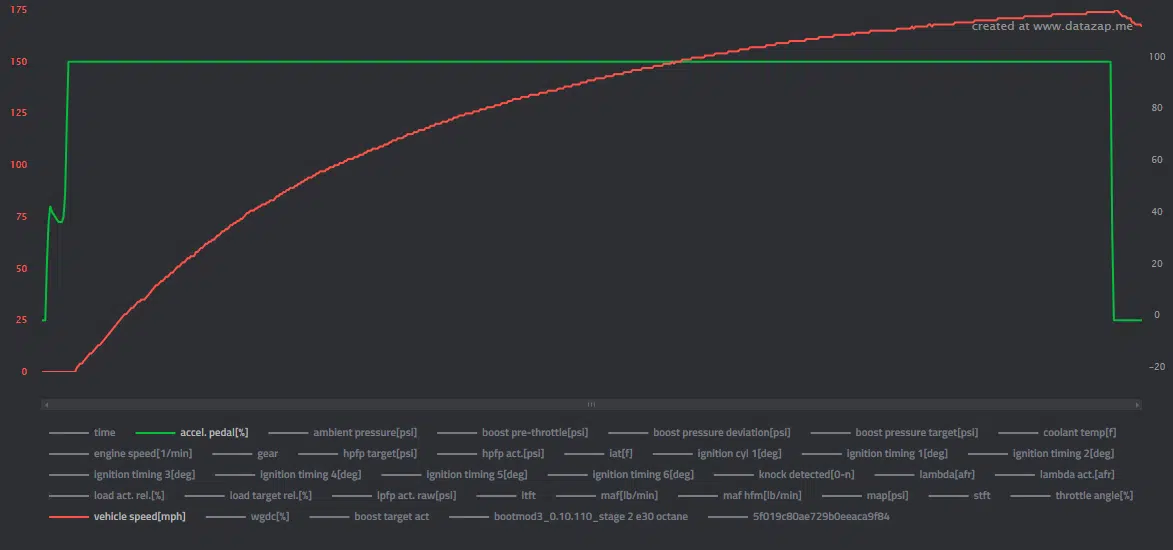 175
created at www.datazap.me
150
100
125
80
100
60
75
40
50
20
25
0
0
−20
time accel. pedal[%] ambient pressure[psi] boost pre-throttle[psi] boost pressure deviation[psi] boost pressure target[psi] coolant temp[f]
engine speed[1/min] gear hpfp target[psi] hpfp act.[psi] iat[f] ignition cyl 1[deg] ignition timing 1[deg] ignition timing 2[deg]
ignition timing 3[deg] ignition timing 4[deg] ignition timing 5[deg] ignition timing 6[deg] knock detected[0-n] lambda[afr] lambda act.[afr]
load act. rel.[%] load target rel.[%] lpfp act. raw[psi] ltft maf[lb/min] maf hfm[lb/min] map[psi] stft throttle angle[%]
vehicle speed[mph] wgdc[%] boost target act bootmod3_0.10.110_stage 2 e30 octane 5f019c80ae729b0eeaca9f84